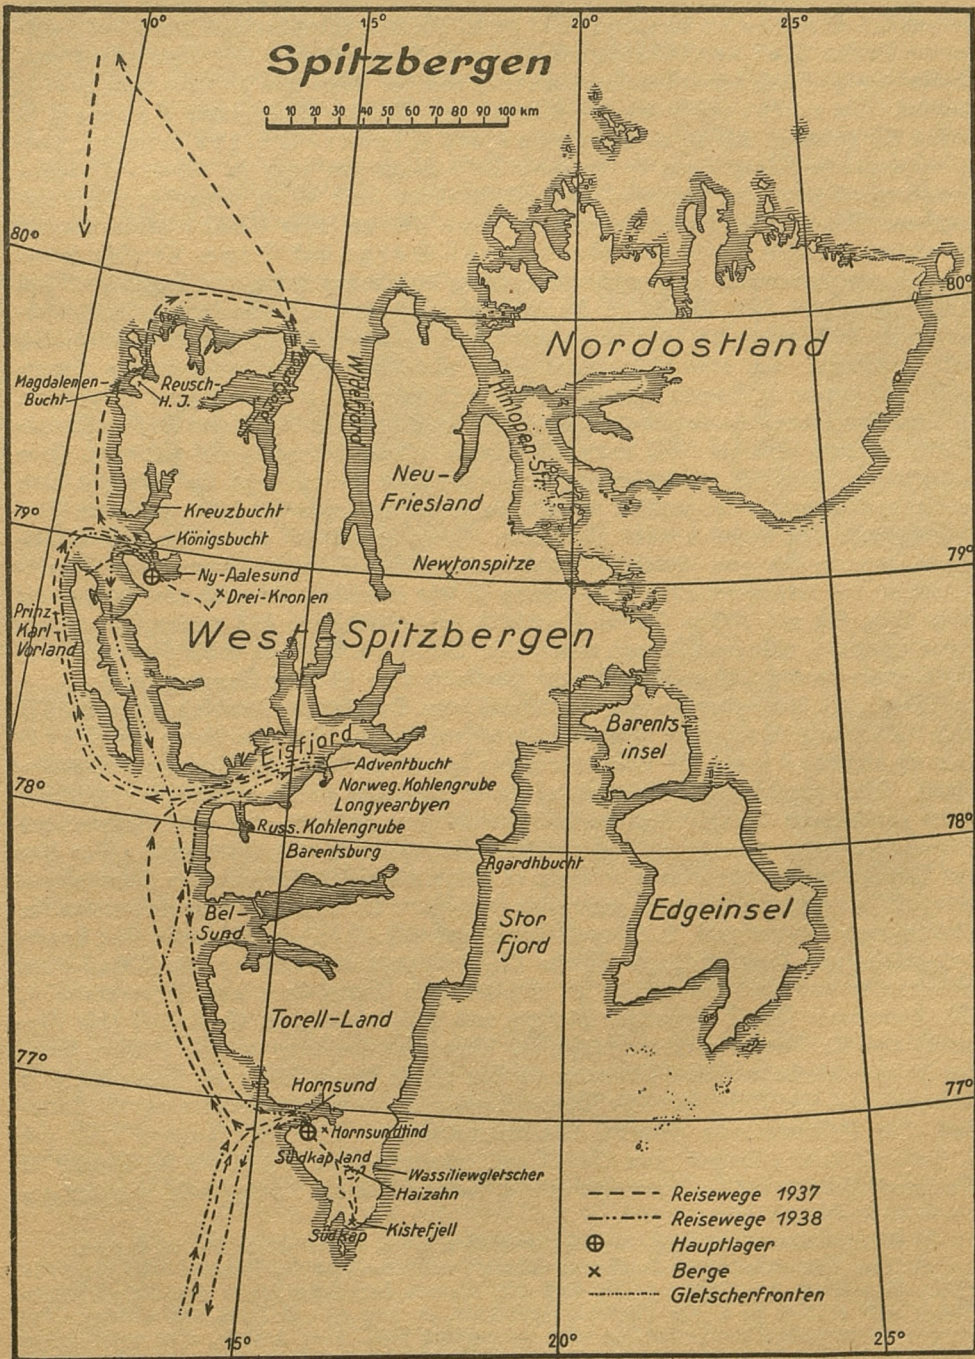 10° 15° 20° 25°
Spitzbergen
0 10 20 30 40 50 60 70 80 90 100 km
80°
80°
Nordostland
Magdalenen-
Bucht
Reusch-
H. J.
Wijdefjord
Hinlopen-Str.
Neu-
Friesland
Kreuzbucht
79°
Königsbucht
79°
Newtonspitze
Ny-Aalesund
Drei-Kronen
Prinz
Karl
Vorland
West-Spitzbergen
Barents-
insel
Eisfjord
Adventbucht
Norweg. Kohlengrube
Longyearbyen
78°
78°
Russ. Kohlengrube
Barentsburg
Agardhbucht
Bel-
Sund
Stor
Fjord
Edgeinsel
Torell-Land
77°
77°
Hornsund
Hornsundtind
Südkapland
Wassiliewgletscher
Haizahn
Kistefjell
Südkap
Reisewege 1937
Reisewege 1938
Hauptlager
Berge
Gletscherfronten
15° 20° 25°